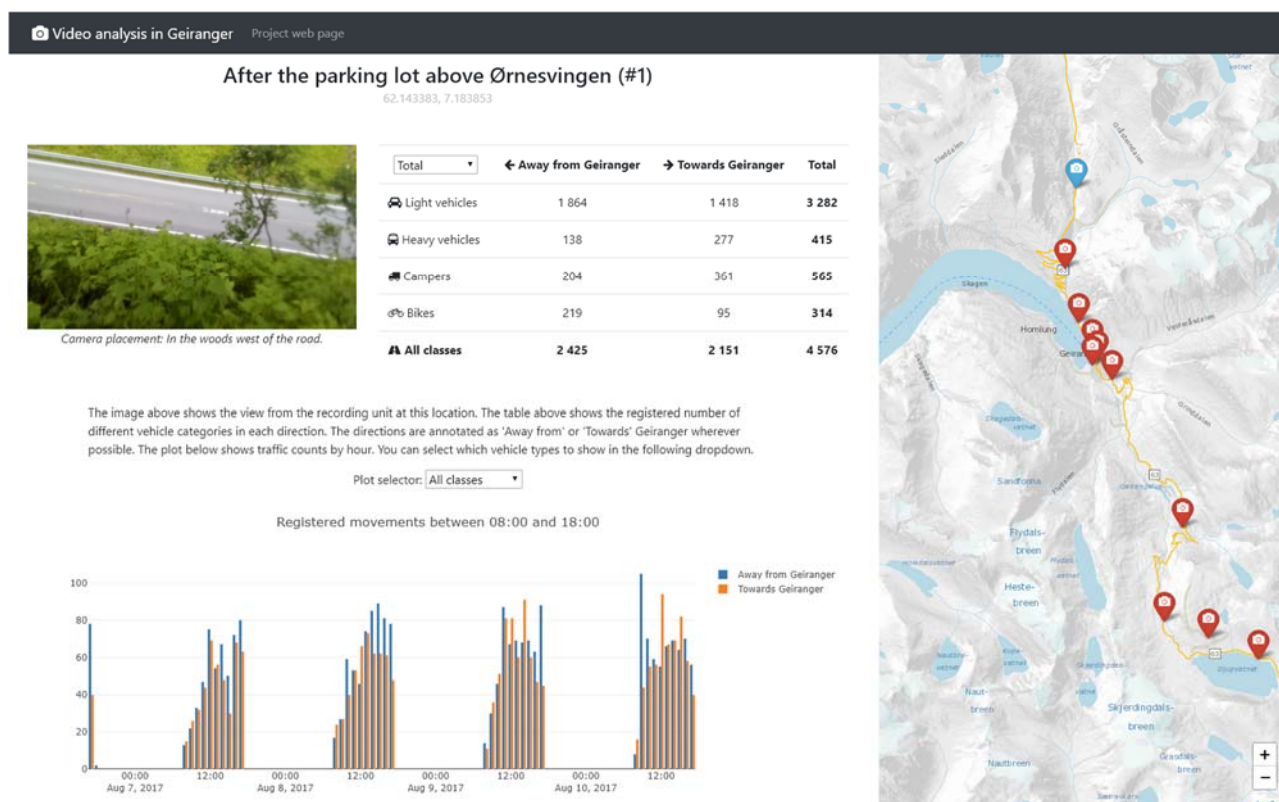 Video analysis in Geiranger Project web page
After the parking lot above Ørnesvingen (#1)
62.143383, 7.183853
Total ← Away from Geiranger → Towards Geiranger Total
Light vehicles 1 864 1 418 3 282
Heavy vehicles 138 277 415
Campers 204 361 565
Bikes 219 95 314
All classes 2 425 2 151 4 576
Camera placement: In the woods west of the road.
The image above shows the view from the recording unit at this location. The table above shows the registered number of
different vehicle categories in each direction. The directions are annotated as 'Away from' or 'Towards' Geiranger wherever
possible. The plot below shows traffic counts by hour. You can select which vehicle types to show in the following dropdown.
Plot selector: All classes
Registered movements between 08:00 and 18:00
Away from Geiranger
Towards Geiranger
100
80
60
40
20
0
00:00 12:00 00:00 12:00 00:00 12:00 00:00 12:00
Aug 7, 2017 Aug 8, 2017 Aug 9, 2017 Aug 10, 2017
Skagen
Homlung
Vesteråsdalen
Grinddalen
63
Sandfonna
Flydalen
Flydals-
breen
Heste-
breen
63
Djupvatnet
Naut-
breen
Skjerdingdals-
breen
Nautbreen
+
−